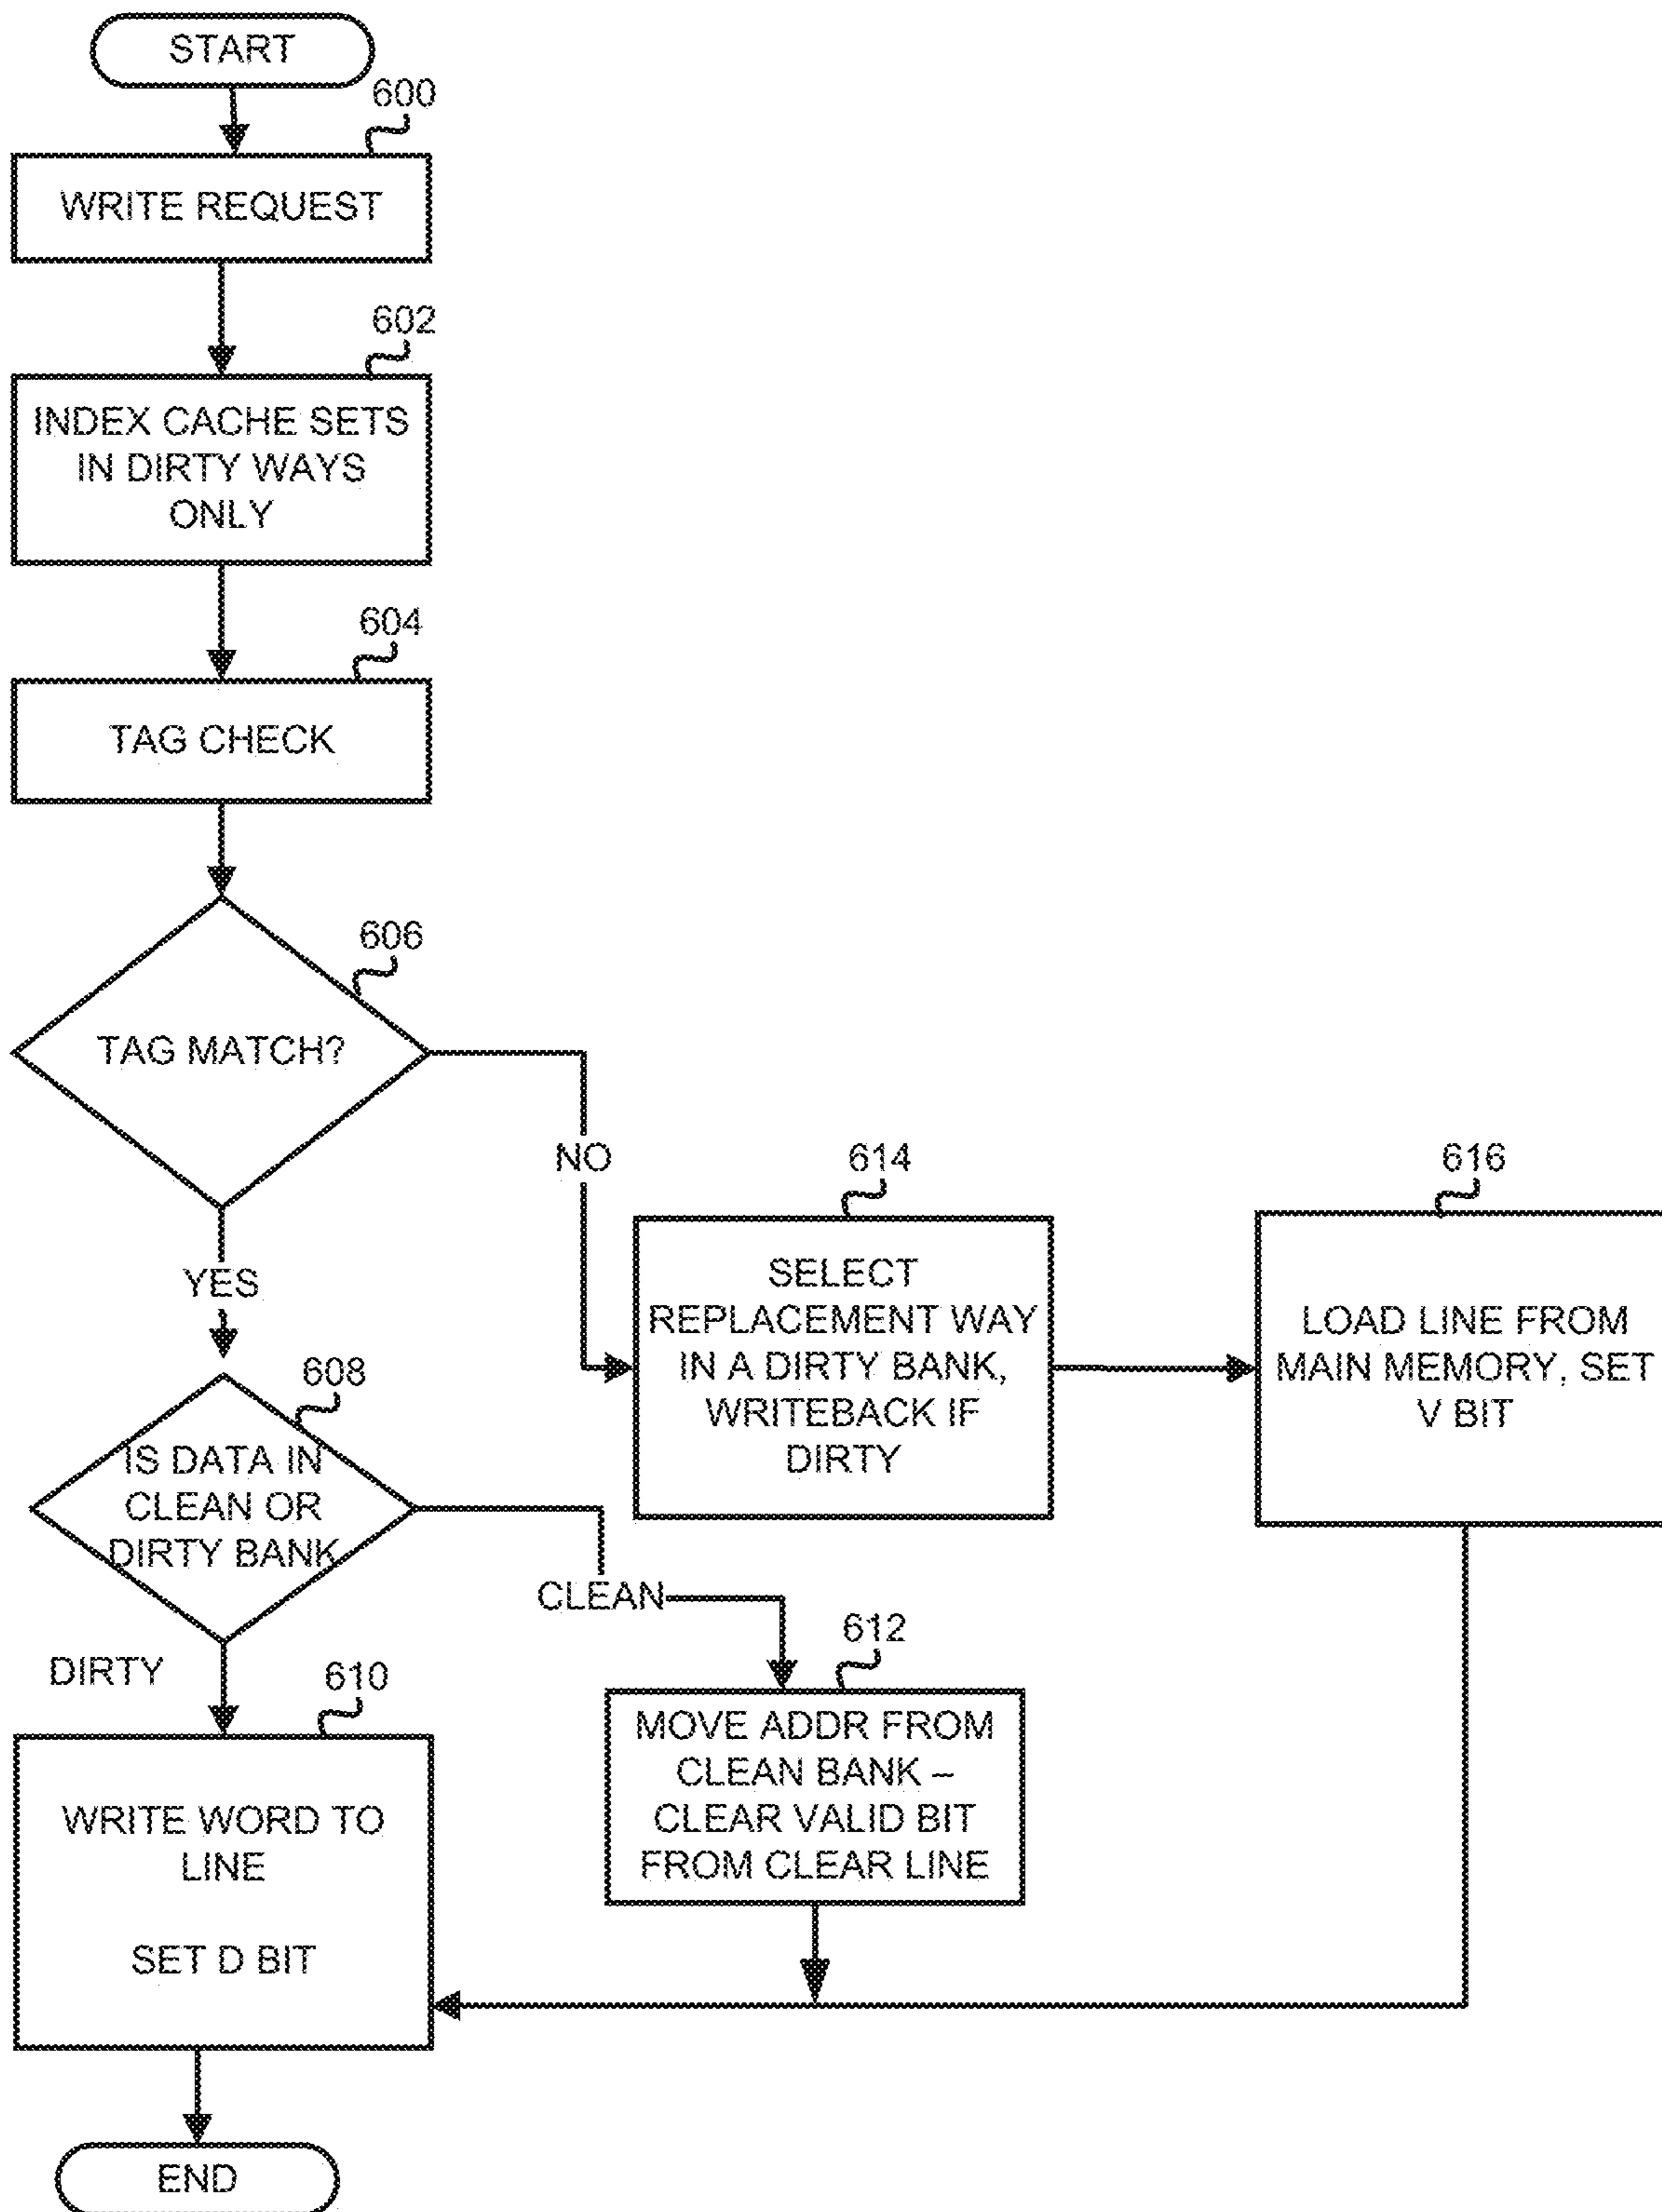 START
600
WRITE REQUEST
602
INDEX CACHE SETS
IN DIRTY WAYS
ONLY
604
TAG CHECK
606
TAG MATCH?
NO
YES
614
SELECT
REPLACEMENT WAY
IN A DIRTY BANK,
WRITEBACK IF
DIRTY
616
LOAD LINE FROM
MAIN MEMORY, SET
V BIT
608
IS DATA IN
CLEAN OR
DIRTY BANK
CLEAN
DIRTY
612
MOVE ADDR FROM
CLEAN BANK –
CLEAR VALID BIT
FROM CLEAR LINE
610
WRITE WORD TO
LINE
SET D BIT
END